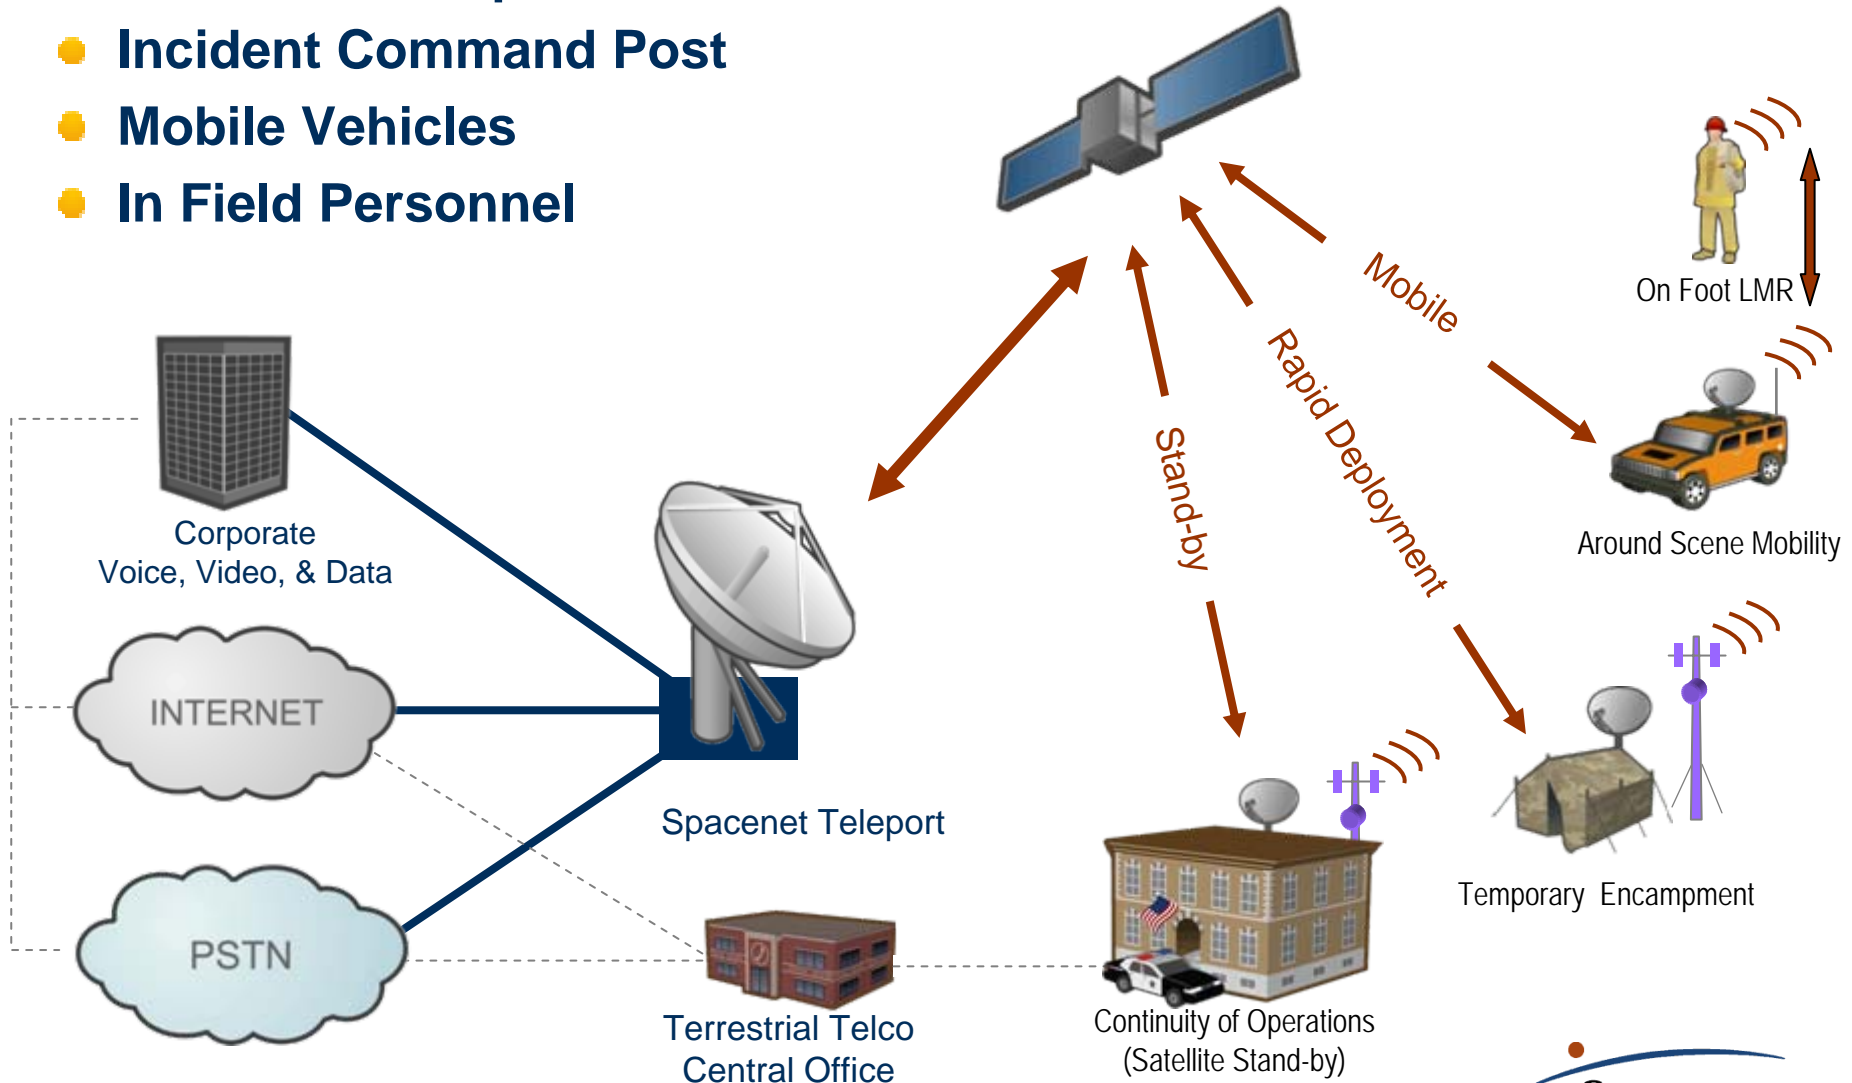 Incident Command Post
Mobile Vehicles
In Field Personnel
Mobile
Rapid Deployment
Stand-by
On Foot LMR
Around Scene Mobility
Corporate
Voice, Video, & Data
INTERNET
Spacenet Teleport
Temporary Encampment
PSTN
Terrestrial Telco
Central Office
Continuity of Operations
(Satellite Stand-by)